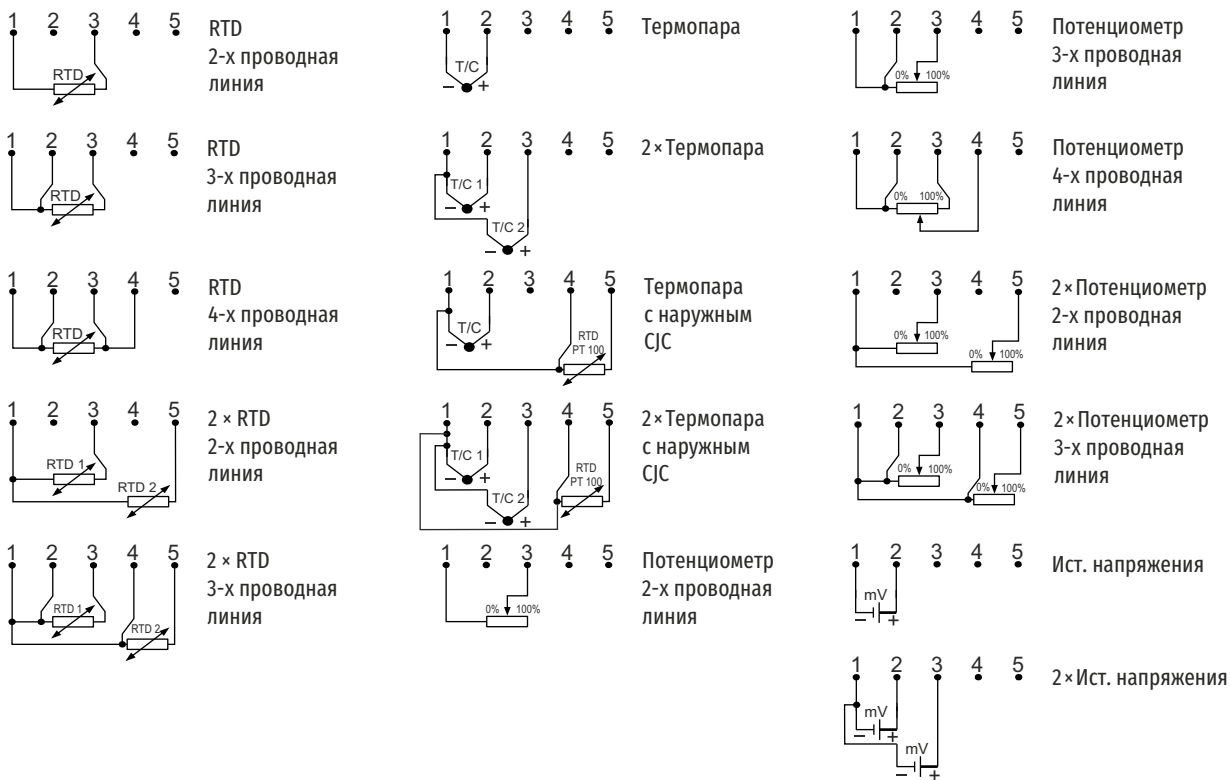 1 2 3 4 5
RTD
RTD
2-х проводная
линия
1 2 3 4 5
RTD
RTD
3-х проводная
линия
1 2 3 4 5
RTD
RTD
4-х проводная
линия
1 2 3 4 5
RTD 1
RTD 2
2 × RTD
2-х проводная
линия
1 2 3 4 5
RTD 1
RTD 2
2 × RTD
3-х проводная
линия
1 2 3 4 5
T/C
– +
Термопара
1 2 3 4 5
T/C 1
– +
T/C 2
– +
2×Термопара
1 2 3 4 5
T/C
– +
RTD
PT 100
Термопара
с наружным
CJC
1 2 3 4 5
T/C 1
– +
T/C 2
– +
RTD
PT 100
2×Термопара
с наружным
CJC
1 2 3 4 5
0% 100%
Потенциометр
2-х проводная
линия
1 2 3 4 5
0% 100%
Потенциометр
3-х проводная
линия
1 2 3 4 5
0% 100%
Потенциометр
4-х проводная
линия
1 2 3 4 5
0% 100%
0% 100%
2×Потенциометр
2-х проводная
линия
1 2 3 4 5
0% 100%
0% 100%
2×Потенциометр
3-х проводная
линия
1 2 3 4 5
mV
– +
Ист. напряжения
1 2 3 4 5
mV
– +
mV
– +
2×Ист. напряжения